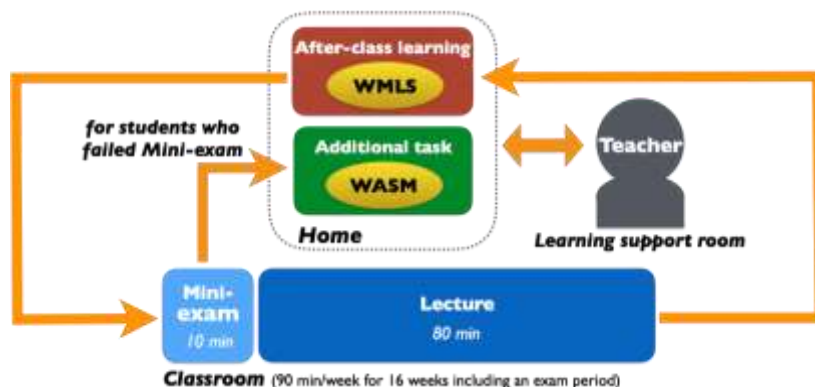 After-class learning
WMLS
for students who
failed Mini-exam
Additional task
WASM
Teacher
Home
Learning support room
Mini-
exam
10 min
Lecture
80 min
Classroom (90 min/week for 16 weeks including an exam period)